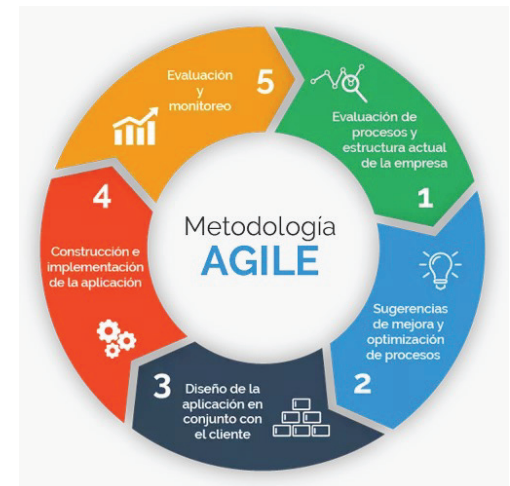 Metodología
AGILE
Evaluación de
procesos y
estructura actual
de la empresa
1
Sugerencias
de mejora y
optimización
de procesos
2
3
Diseño de la
aplicación en
conjunto con
el cliente
4
Construcción e
implementación
de la aplicación
Evaluación
y
monitoreo
5